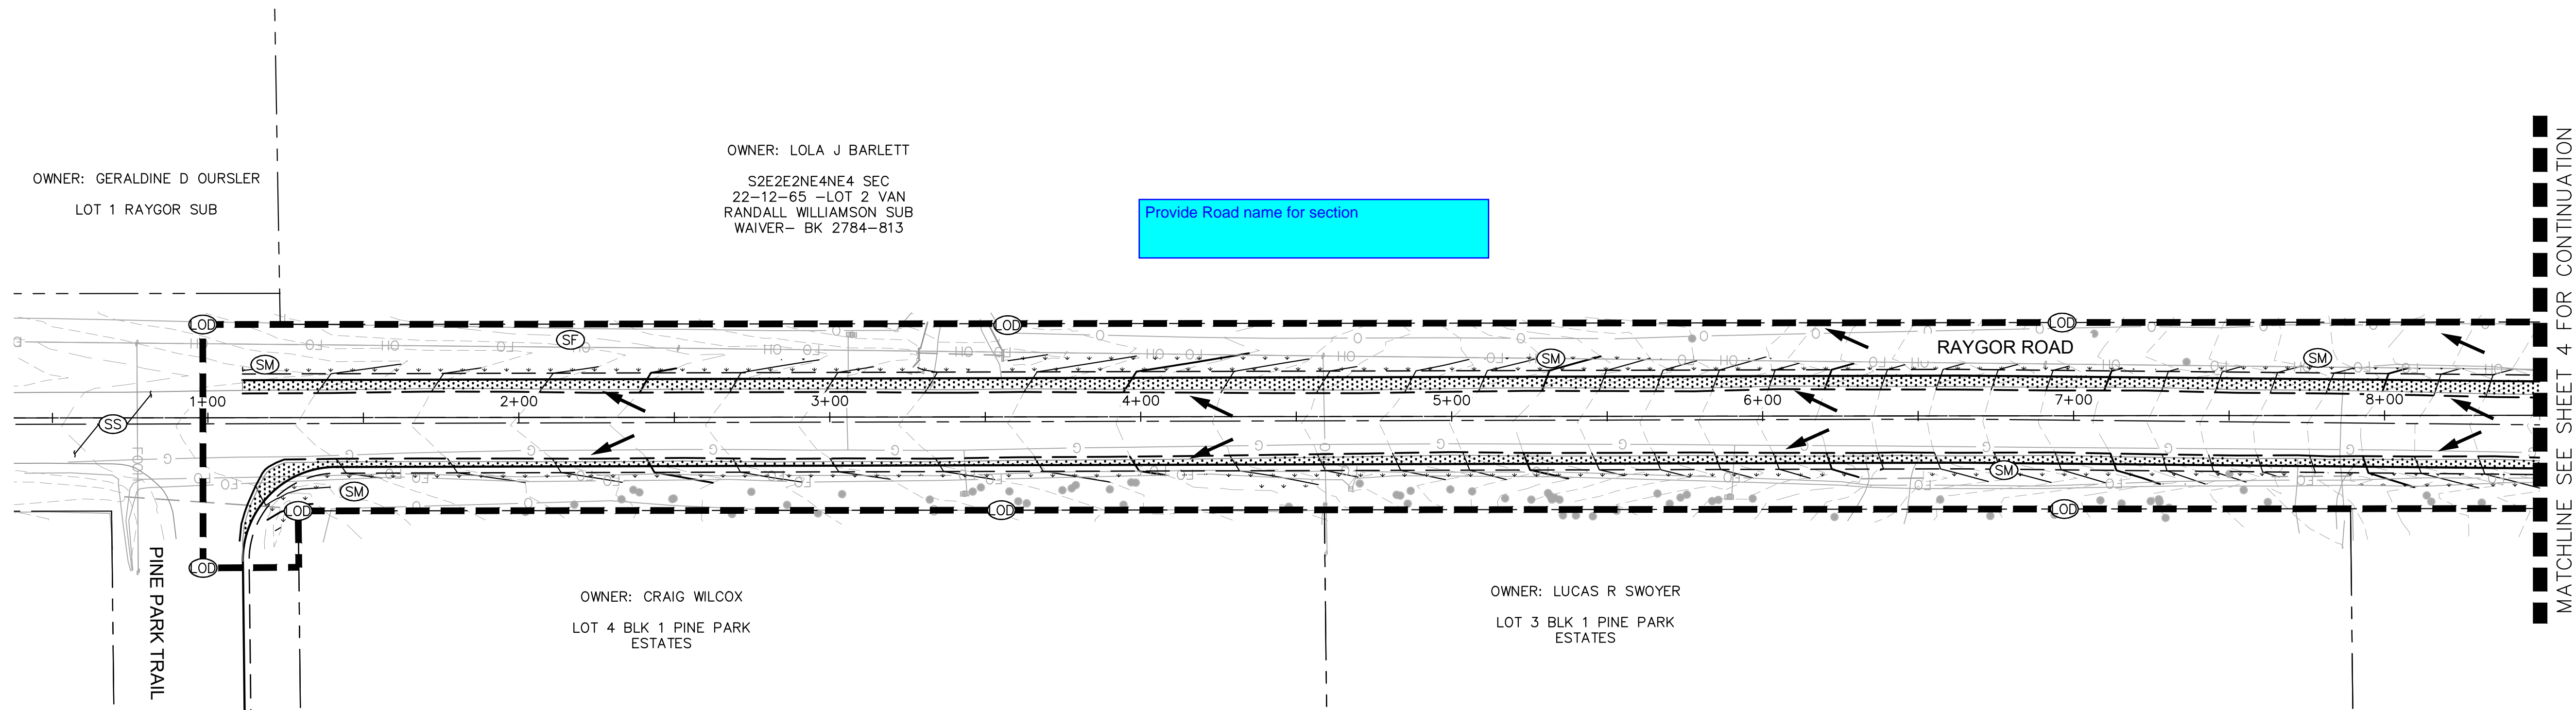 OWNER: GERALDINE D OURSLER
LOT 1 RAYGOR SUB
OWNER: LOLA J BARLETT
S2E2E2NE4NE4 SEC
22-12-65 -LOT 2 VAN
RANDALL WILLIAMSON SUB
WAIVER- BK 2784-813
Provide Road name for section
MATCHLINE SEE SHEET 4 FOR CONTINUATION
LOD
LOD
LOD
SF
SM
SM
SM
RAYGOR ROAD
1+00
2+00
3+00
4+00
5+00
6+00
7+00
8+00
SS
SM
SM
LOD
LOD
LOD
LOD
PINE PARK TRAIL
OWNER: CRAIG WILCOX
LOT 4 BLK 1 PINE PARK
ESTATES
OWNER: LUCAS R SWOYER
LOT 3 BLK 1 PINE PARK
ESTATES